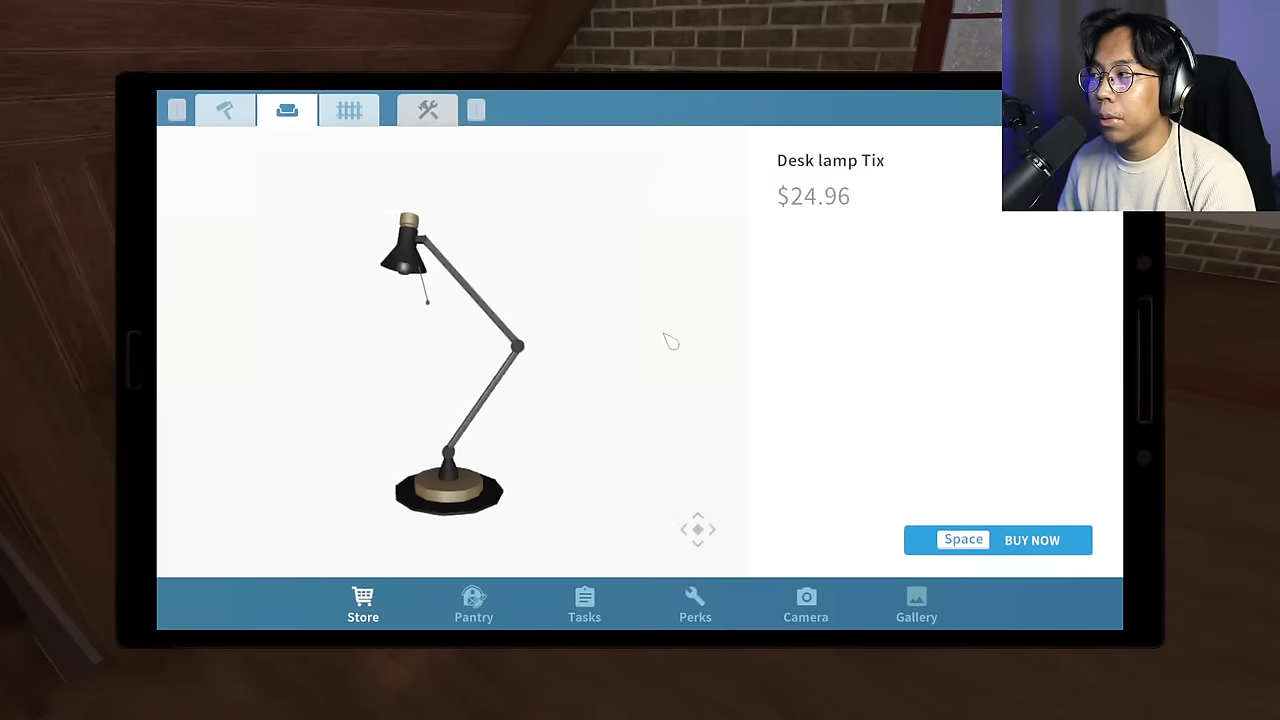 Desk lamp Tix
$24.96
Space BUY NOW
Store Pantry Tasks Perks Camera Gallery